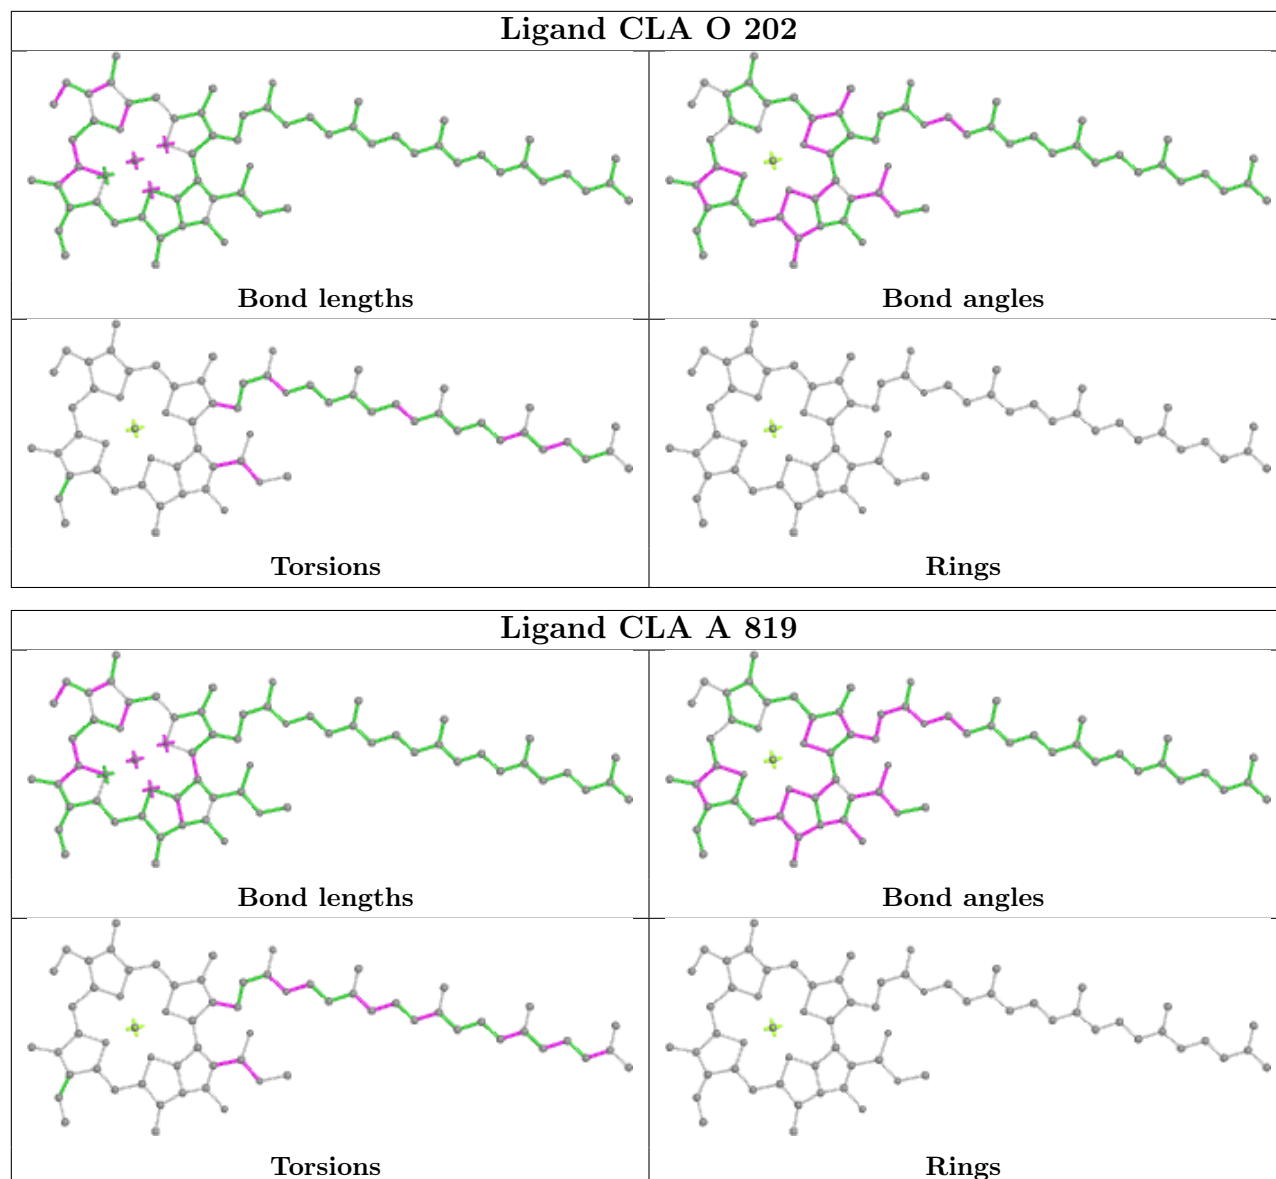 Ligand CLA O 202
Bond lengths
Bond angles
Torsions
Rings
Ligand CLA A 819
Bond lengths
Bond angles
Torsions
Rings